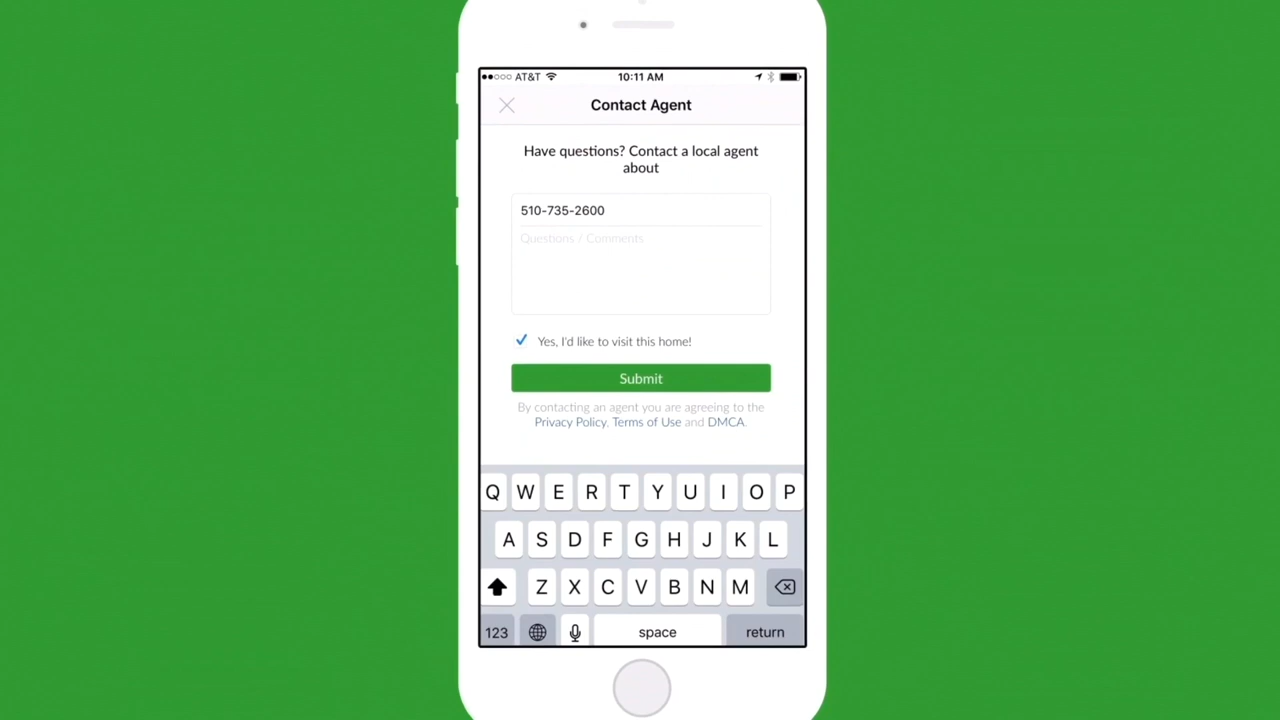 AT&T 10:11 AM
Contact Agent
Have questions? Contact a local agent
about
510-735-2600
Questions / Comments
Yes, I'd like to visit this home!
Submit
By contacting an agent you are agreeing to the
Privacy Policy, Terms of Use and DMCA.
Q W E R T Y U I O P
A S D F G H J K L
Z X C V B N M
123 space return